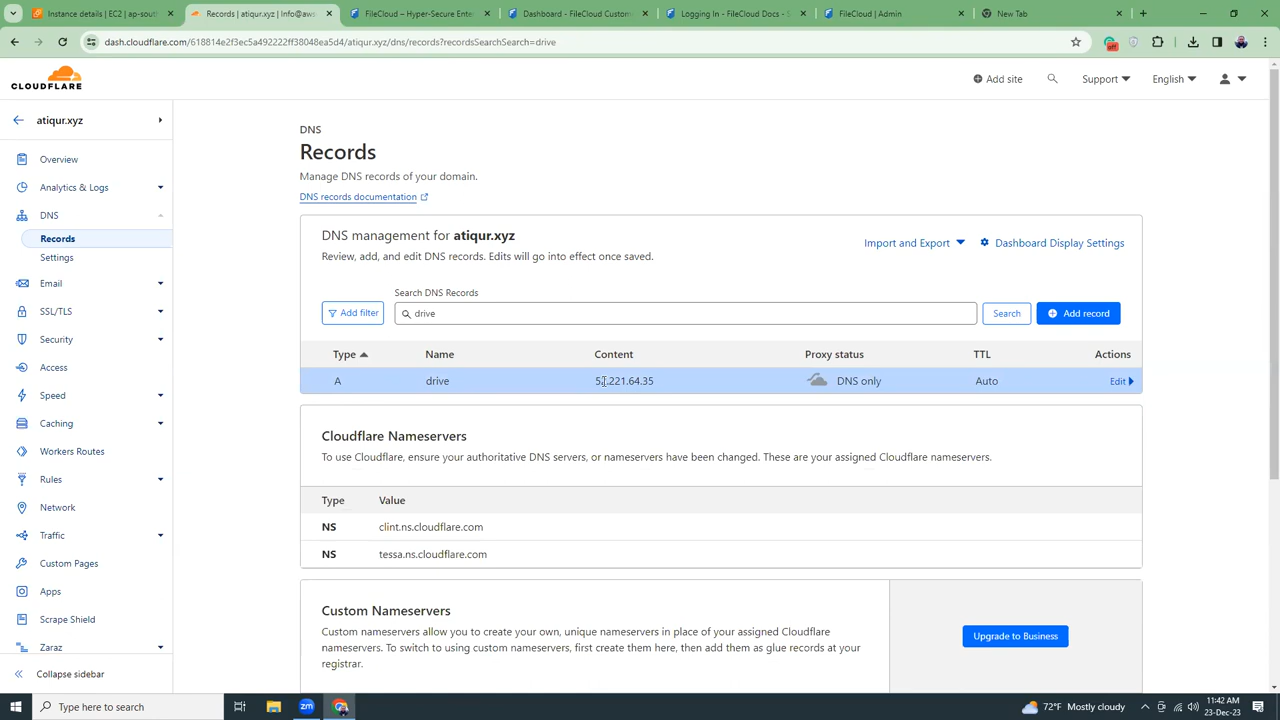 Instance details | EC2 | ap-south
Records | atiqur.xyz | Info@aws
FileCloud – Hyper-Secure Enter
Dashboard - FileCloud Custom
Logging In - FileCloud Docs - S
FileCloud | Admin
New Tab
dash.cloudflare.com/618814e2f3ec5a492222ff38048ea5d4/atiqur.xyz/dns/records?recordsSearchSearch=drive
off
CLOUDFLARE
Add site
Support
English
atiqur.xyz
Overview
Analytics & Logs
DNS
Records
Settings
Email
SSL/TLS
Security
Access
Speed
Caching
Workers Routes
Rules
Network
Traffic
Custom Pages
Apps
Scrape Shield
Zaraz
Collapse sidebar
DNS
Records
Manage DNS records of your domain.
DNS records documentation
DNS management for atiqur.xyz
Review, add, and edit DNS records. Edits will go into effect once saved.
Import and Export
Dashboard Display Settings
Search DNS Records
Add filter
drive
Search
Add record
Type Name Content Proxy status TTL Actions
A drive .221.64.35 DNS only Auto Edit
Cloudflare Nameservers
To use Cloudflare, ensure your authoritative DNS servers, or nameservers have been changed. These are your assigned Cloudflare nameservers.
Type Value
NS clint.ns.cloudflare.com
NS tessa.ns.cloudflare.com
Custom Nameservers
Custom nameservers allow you to create your own, unique nameservers in place of your assigned Cloudflare
nameservers. To switch to using custom nameservers, first create them here, then add them as glue records at your
registrar.
Upgrade to Business
Type here to search
zm
72°F Mostly cloudy
11:42 AM
23-Dec-23